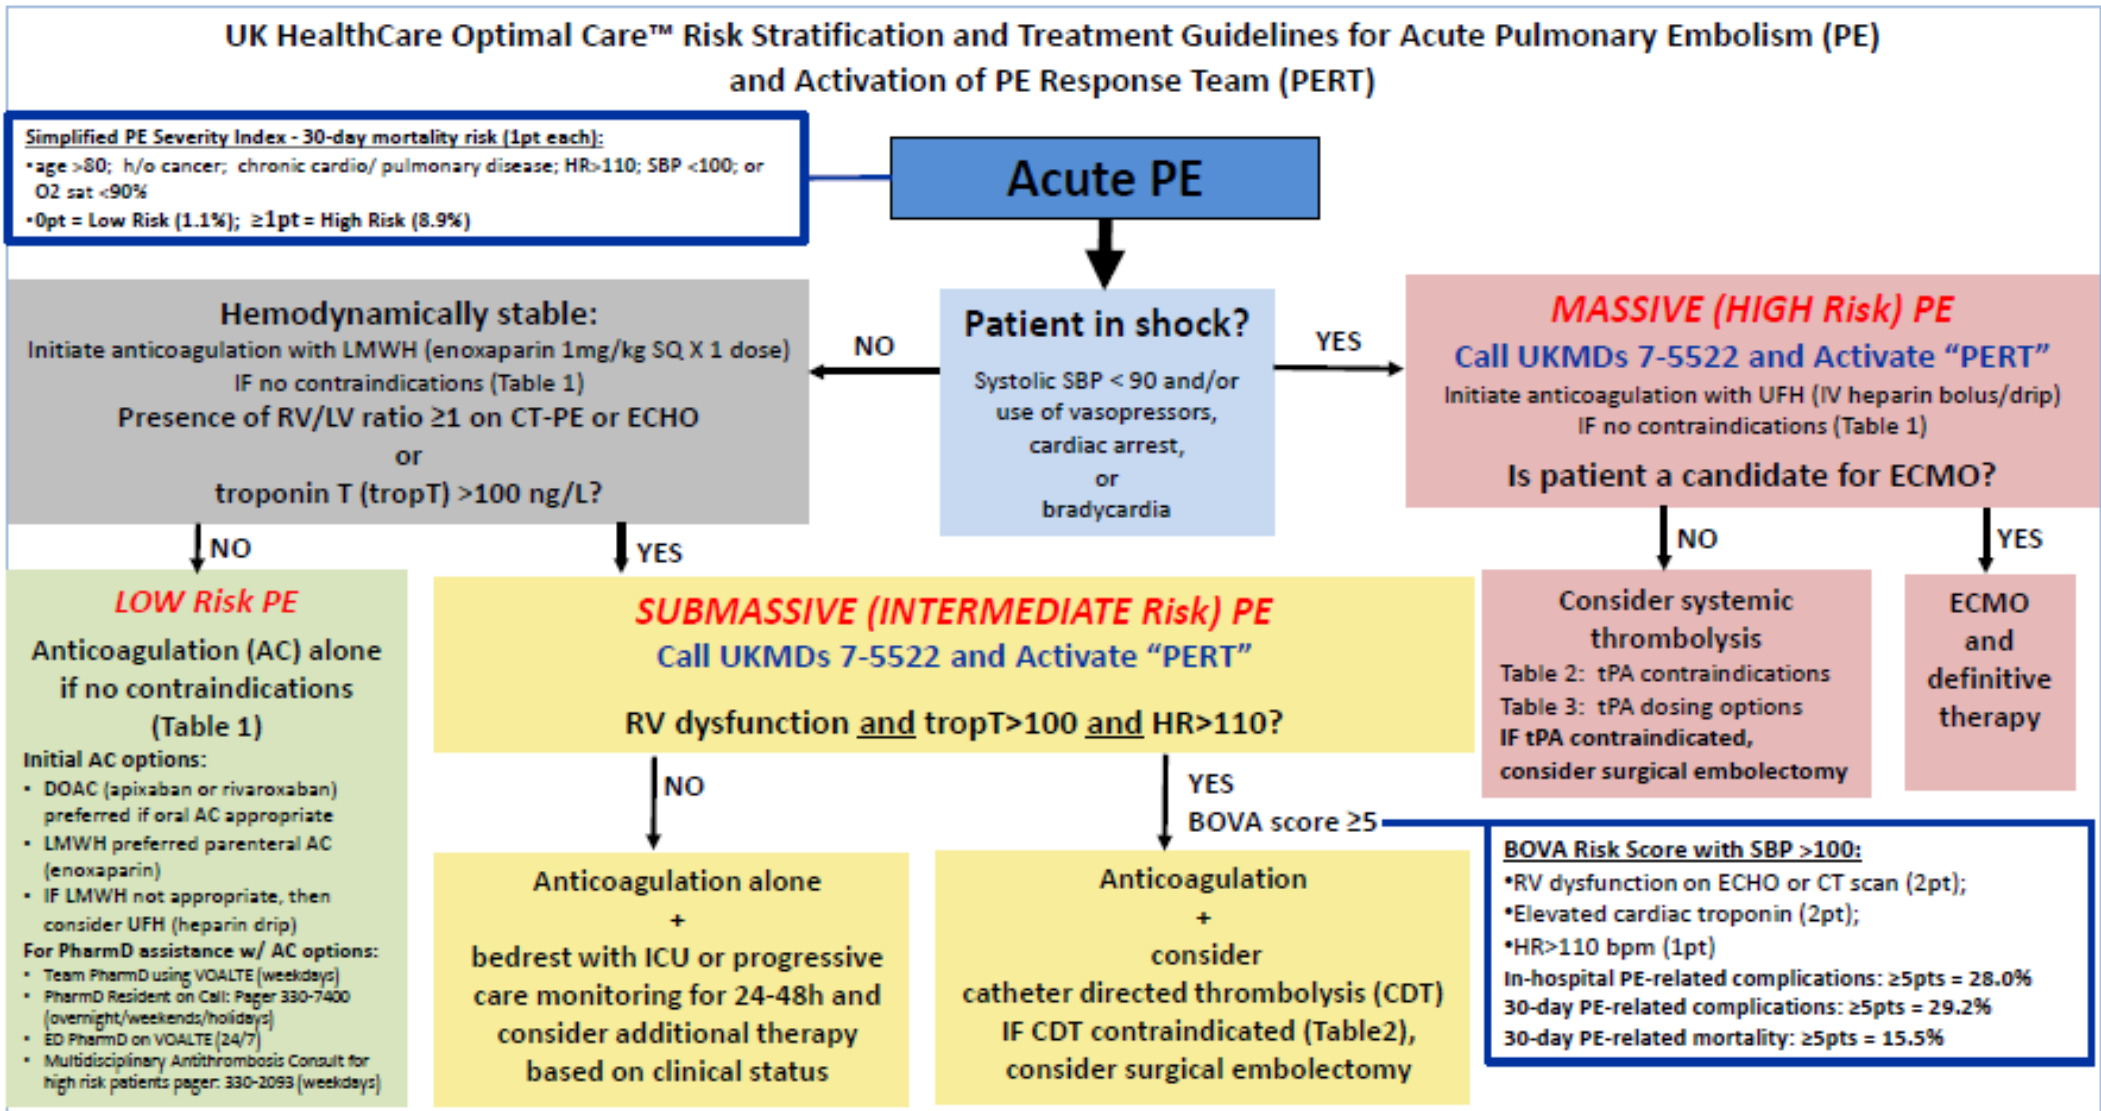 UK HealthCare Optimal Care™ Risk Stratification and Treatment Guidelines for Acute Pulmonary Embolism (PE)
and Activation of PE Response Team (PERT)
Simplified PE Severity Index - 30-day mortality risk (1pt each):
•age >80; h/o cancer; chronic cardio/ pulmonary disease; HR>110; SBP <100; or
O2 sat <90%
•0pt = Low Risk (1.1%); ≥1pt = High Risk (8.9%)
Acute PE
Hemodynamically stable:
Initiate anticoagulation with LMWH (enoxaparin 1mg/kg SQ X 1 dose)
IF no contraindications (Table 1)
Presence of RV/LV ratio ≥1 on CT-PE or ECHO
or
troponin T (tropT) >100 ng/L?
NO
Patient in shock?
Systolic SBP < 90 and/or
use of vasopressors,
cardiac arrest,
or
bradycardia
YES
MASSIVE (HIGH Risk) PE
Call UKMDs 7-5522 and Activate “PERT”
Initiate anticoagulation with UFH (IV heparin bolus/drip)
IF no contraindications (Table 1)
Is patient a candidate for ECMO?
NO
YES
NO
YES
LOW Risk PE
Anticoagulation (AC) alone
if no contraindications
(Table 1)
Initial AC options:
• DOAC (apixaban or rivaroxaban)
preferred if oral AC appropriate
• LMWH preferred parenteral AC
(enoxaparin)
• IF LMWH not appropriate, then
consider UFH (heparin drip)
For PharmD assistance w/ AC options:
• Team PharmD using VOALTE (weekdays)
• PharmD Resident on Call: Pager 330-7400
(overnight/weekends/holidays)
• ED PharmD on VOALTE (24/7)
• Multidisciplinary Antithrombosis Consult for
high risk patients pager: 330-2093 (weekdays)
SUBMASSIVE (INTERMEDIATE Risk) PE
Call UKMDs 7-5522 and Activate “PERT”
RV dysfunction and tropT>100 and HR>110?
NO
YES
BOVA score ≥5
Anticoagulation alone
+
bedrest with ICU or progressive
care monitoring for 24-48h and
consider additional therapy
based on clinical status
Anticoagulation
+
consider
catheter directed thrombolysis (CDT)
IF CDT contraindicated (Table2),
consider surgical embolectomy
Consider systemic
thrombolysis
Table 2: tPA contraindications
Table 3: tPA dosing options
IF tPA contraindicated,
consider surgical embolectomy
ECMO
and
definitive
therapy
BOVA Risk Score with SBP >100:
•RV dysfunction on ECHO or CT scan (2pt);
•Elevated cardiac troponin (2pt);
•HR>110 bpm (1pt)
In-hospital PE-related complications: ≥5pts = 28.0%
30-day PE-related complications: ≥5pts = 29.2%
30-day PE-related mortality: ≥5pts = 15.5%